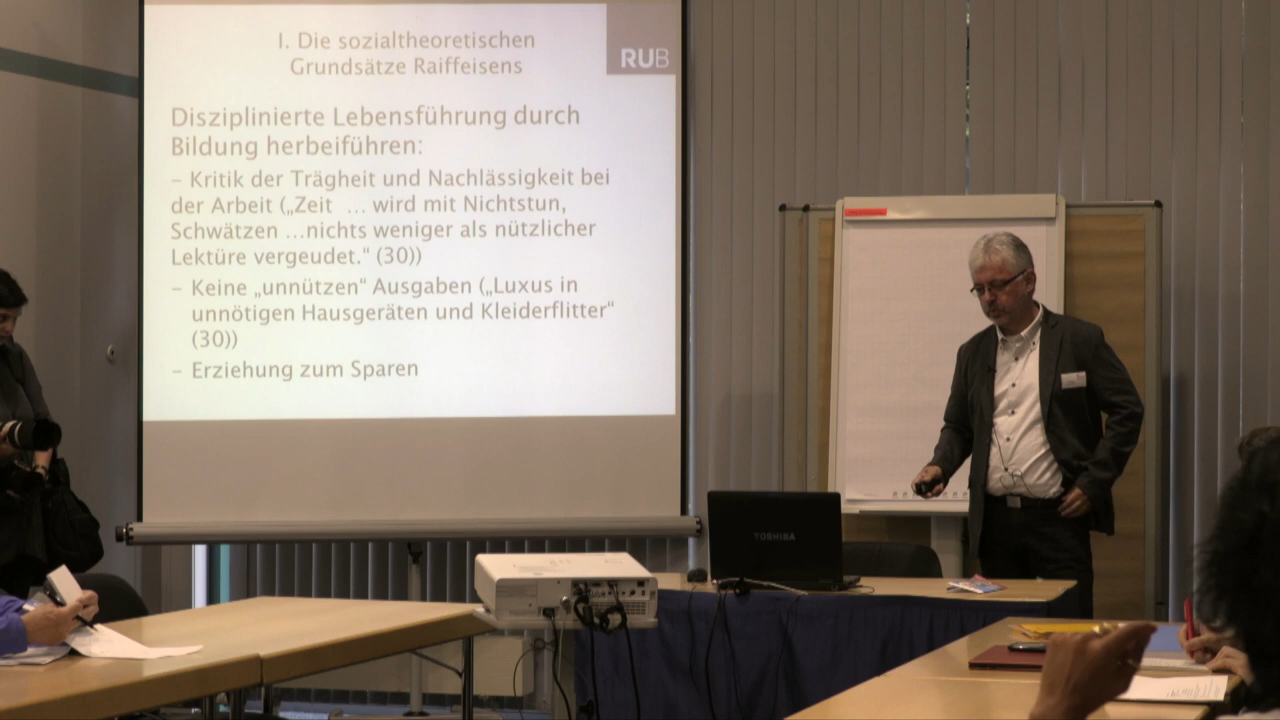 I. Die sozialtheoretischen
Grundsätze Raiffeisens
RUB
Disziplinierte Lebensführung durch
Bildung herbeiführen:
– Kritik der Trägheit und Nachlässigkeit bei
der Arbeit („Zeit … wird mit Nichtstun,
Schwätzen …nichts weniger als nützlicher
Lektüre vergeudet.“ (30))
– Keine „unnützen“ Ausgaben („Luxus in
unnötigen Hausgeräten und Kleiderflitter“
(30))
– Erziehung zum Sparen
TOSHIBA